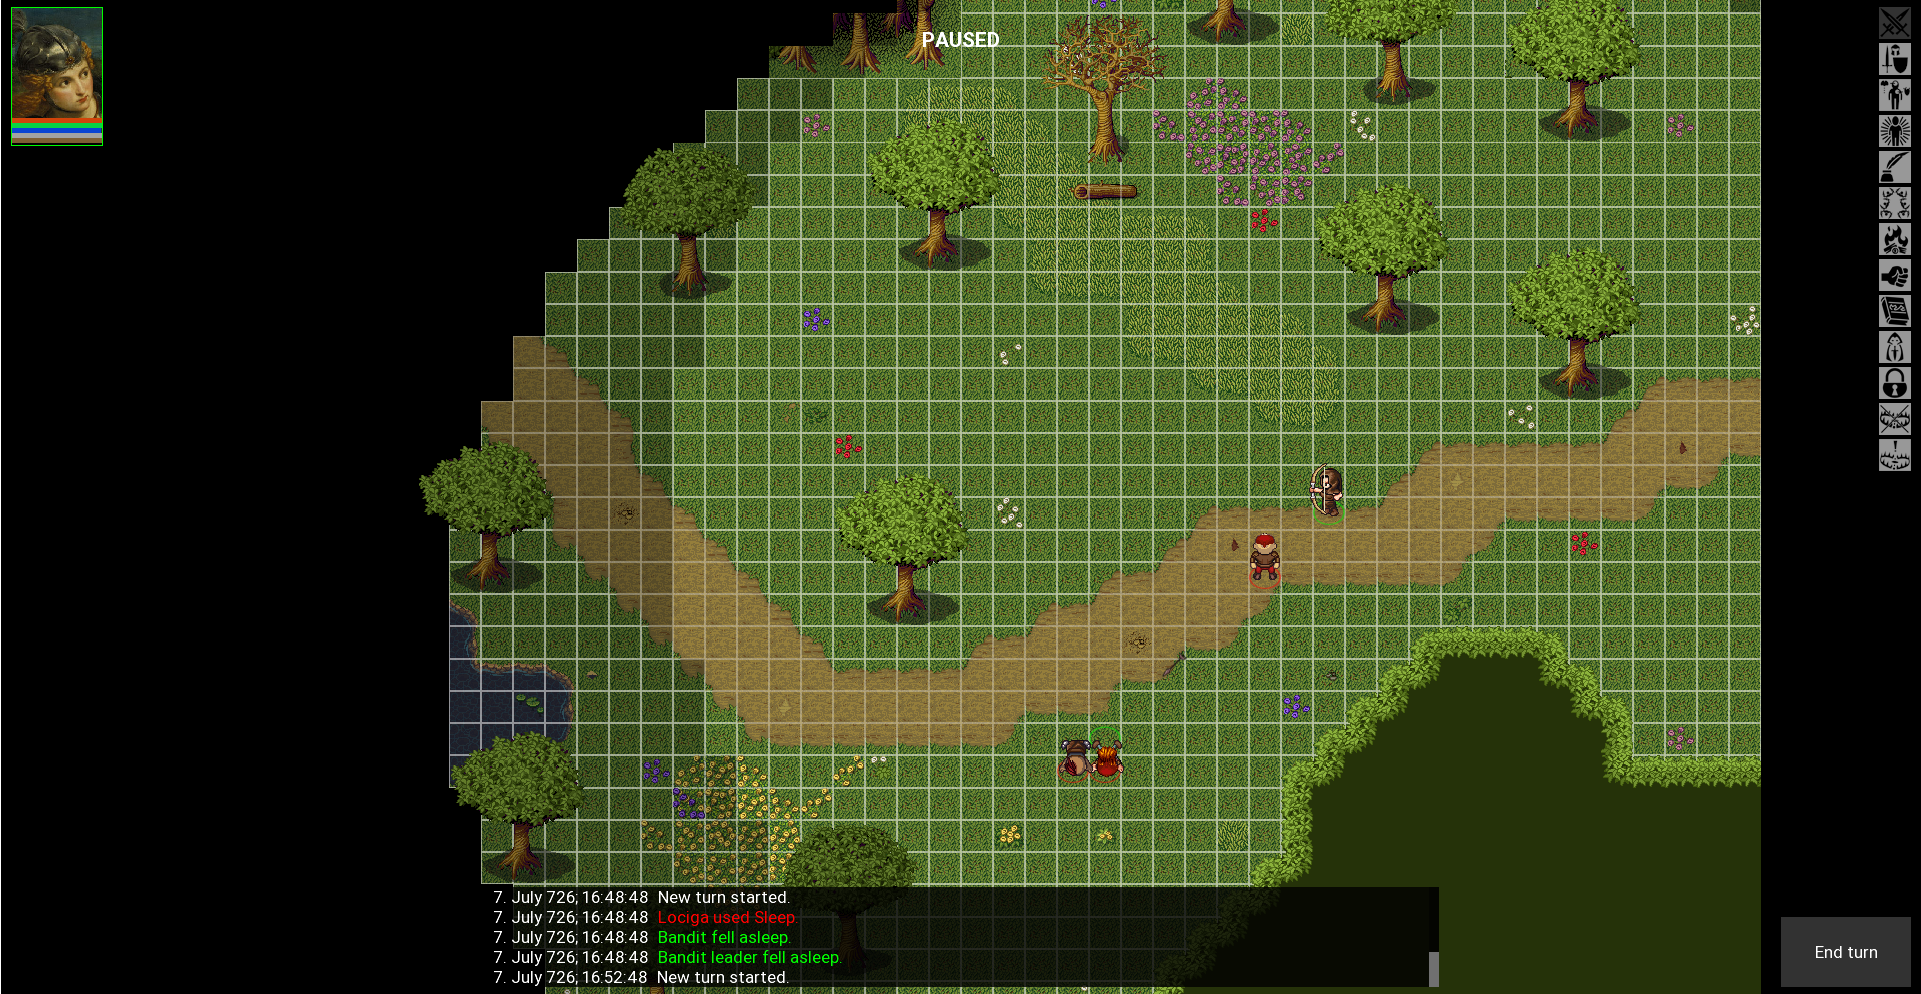 PAUSED
7. July 726; 16:48:48 New turn started.
7. July 726; 16:48:48 Lociga used Sleep.
7. July 726; 16:48:48 Bandit fell asleep.
7. July 726; 16:48:48 Bandit leader fell asleep.
7. July 726; 16:52:48 New turn started.
End turn